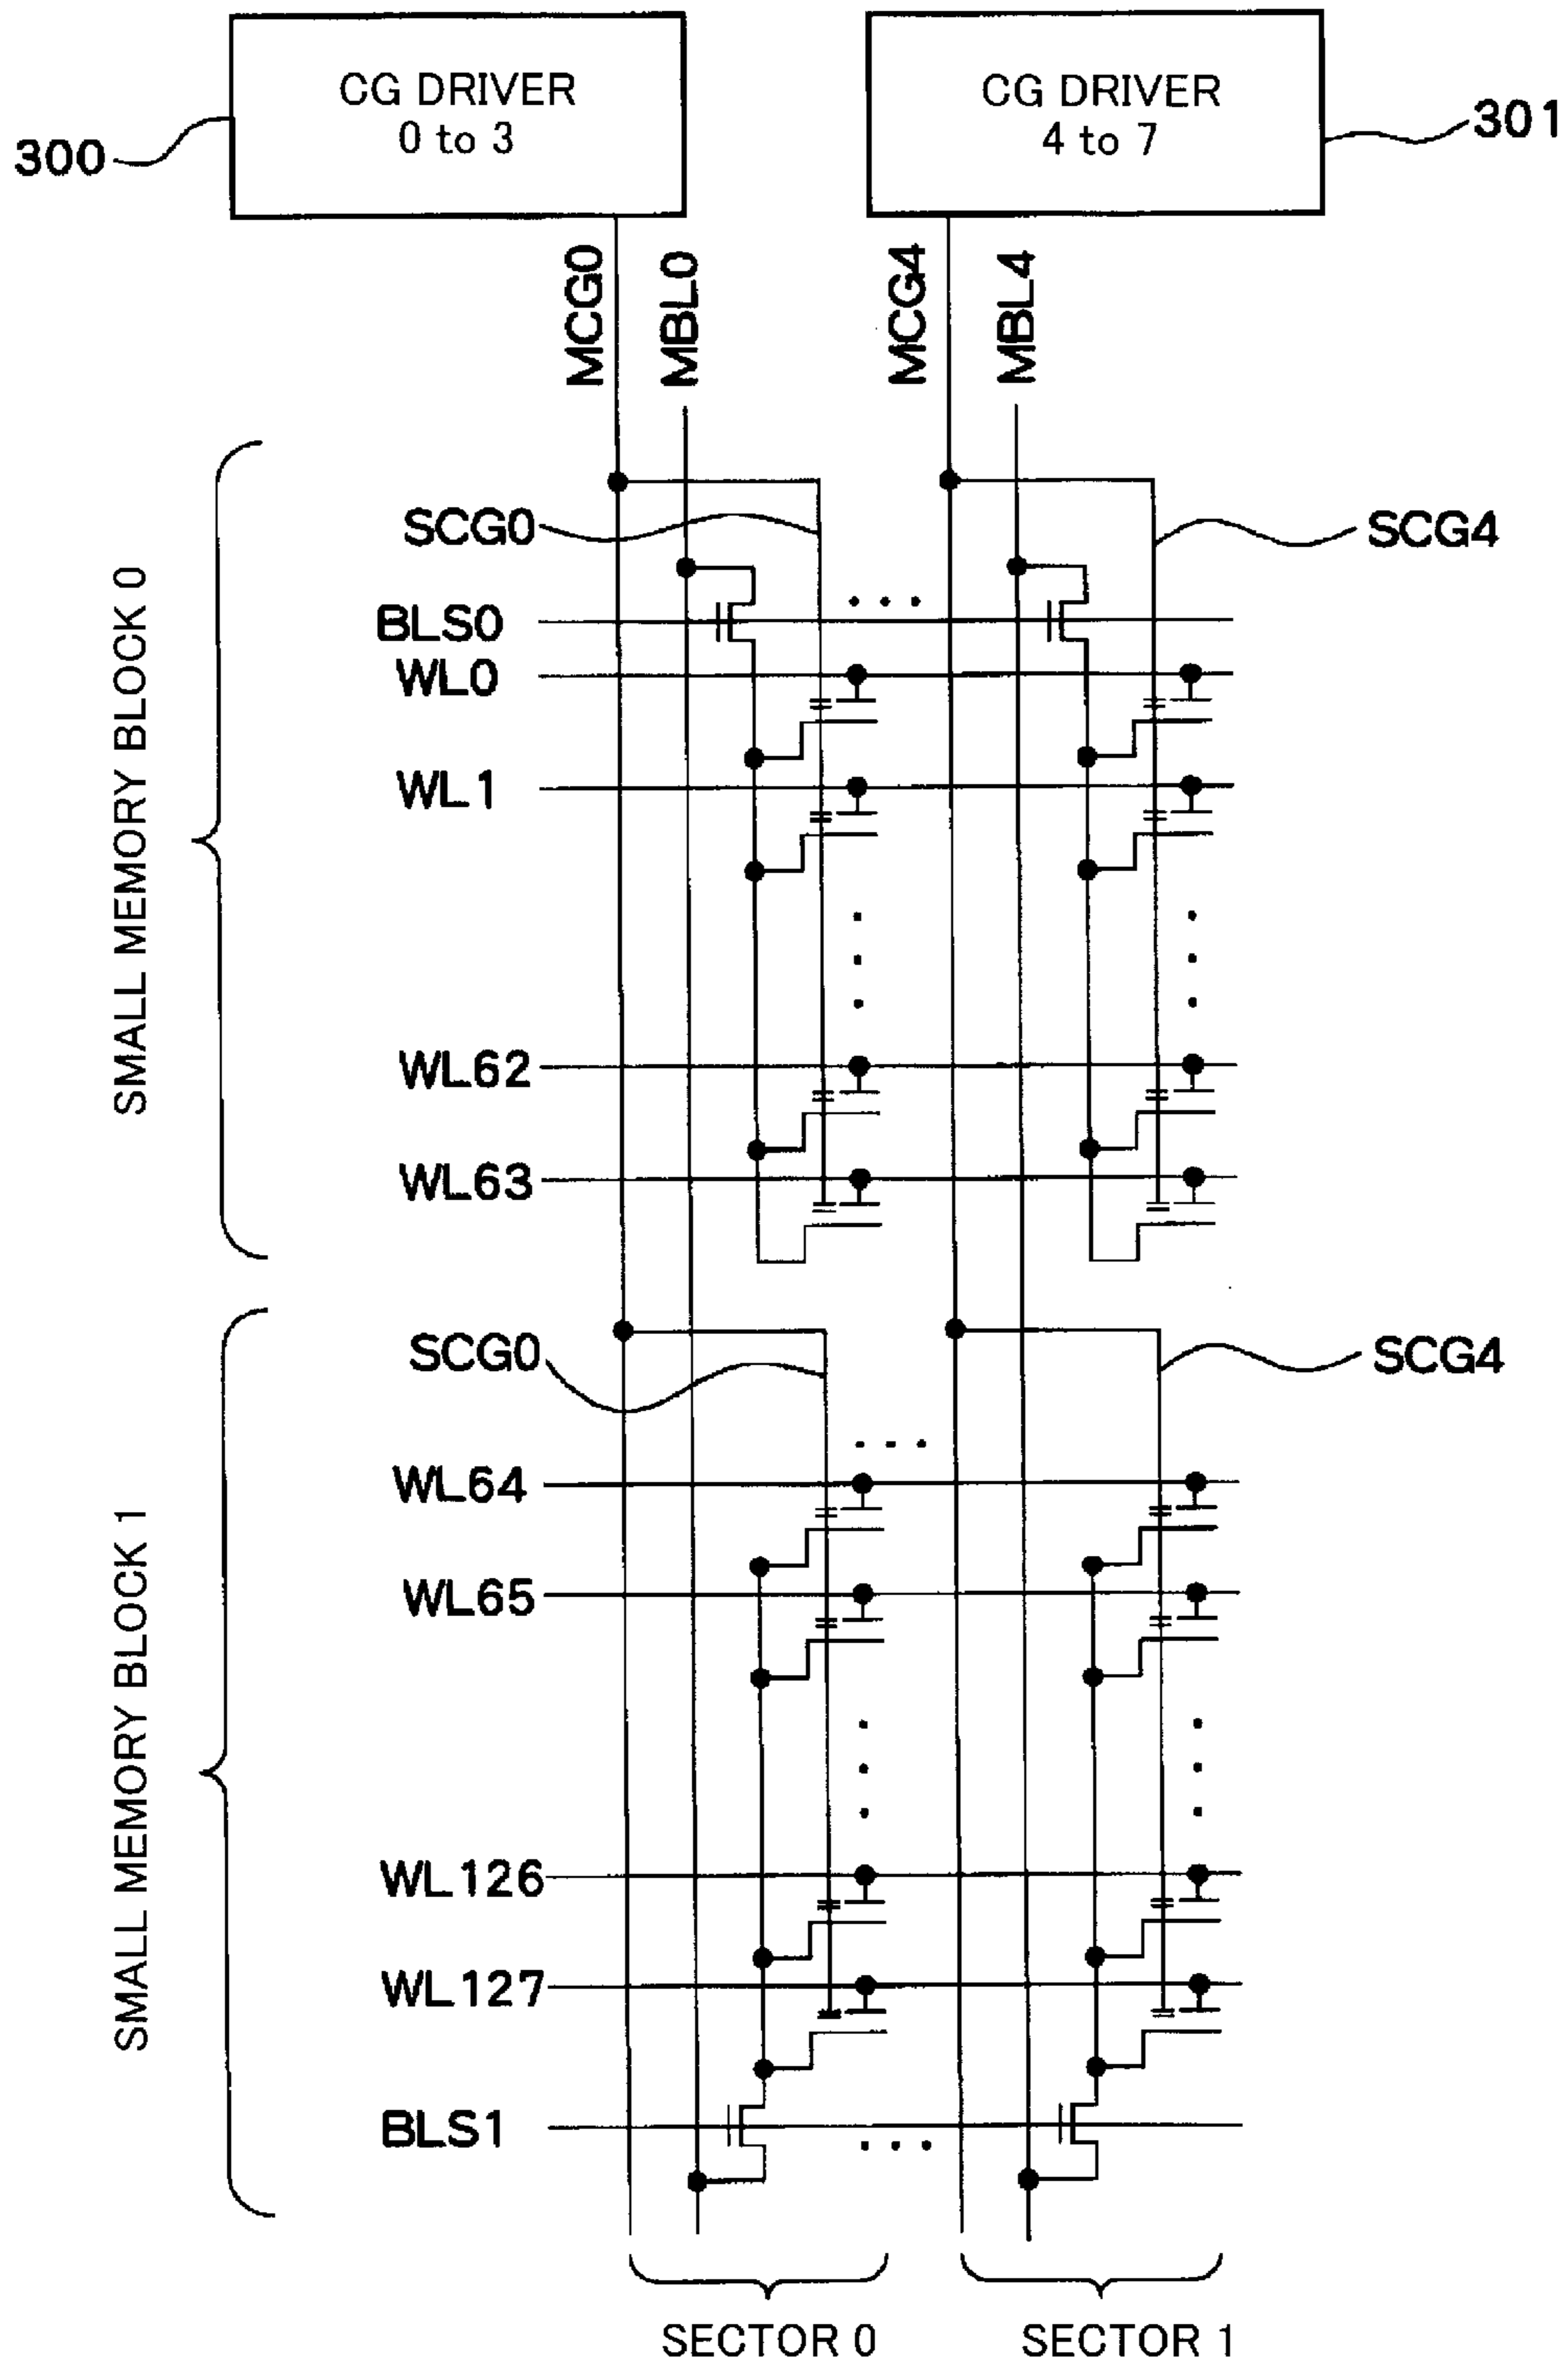 CG DRIVER
0 to 3
CG DRIVER
4 to 7
300
301
MCG0
MBL0
MCG4
MBL4
SMALL MEMORY BLOCK 0
SCG0
SCG4
BLS0
WL0
WL1
WL62
WL63
SMALL MEMORY BLOCK 1
SCG0
SCG4
WL64
WL65
WL126
WL127
BLS1
SECTOR 0
SECTOR 1